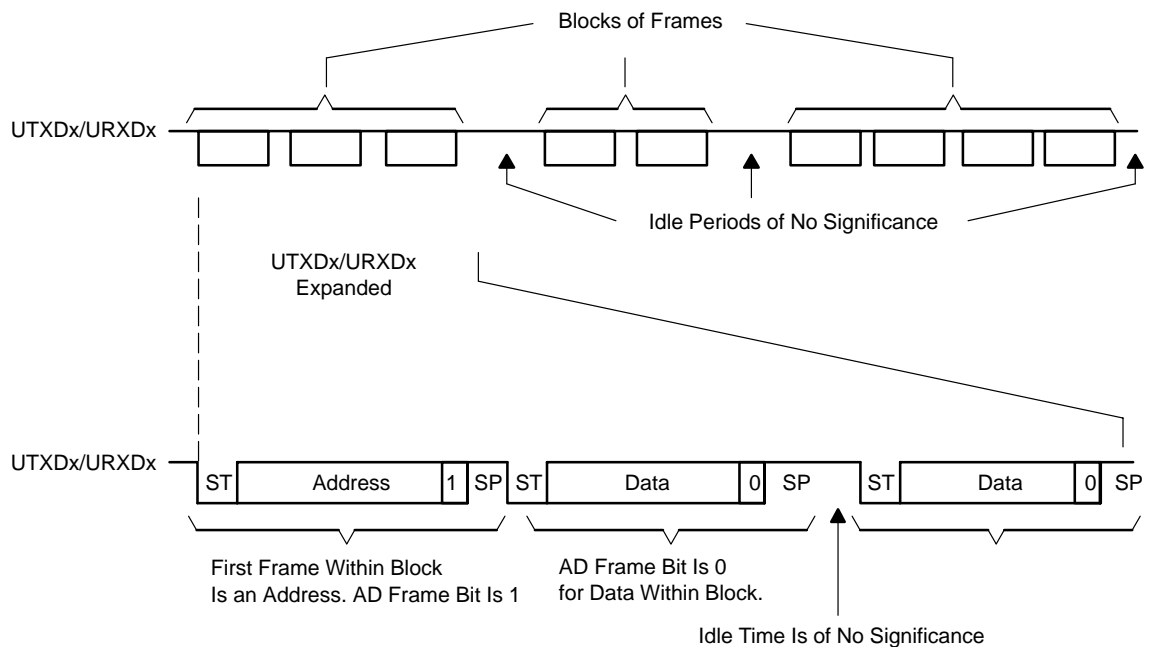 Blocks of Frames
UTXDx/URXDx
Idle Periods of No Significance
UTXDx/URXDx
Expanded
UTXDx/URXDx
ST Address 1 SP ST Data 0 SP ST Data 0 SP
First Frame Within Block
Is an Address. AD Frame Bit Is 1
AD Frame Bit Is 0
for Data Within Block.
Idle Time Is of No Significance